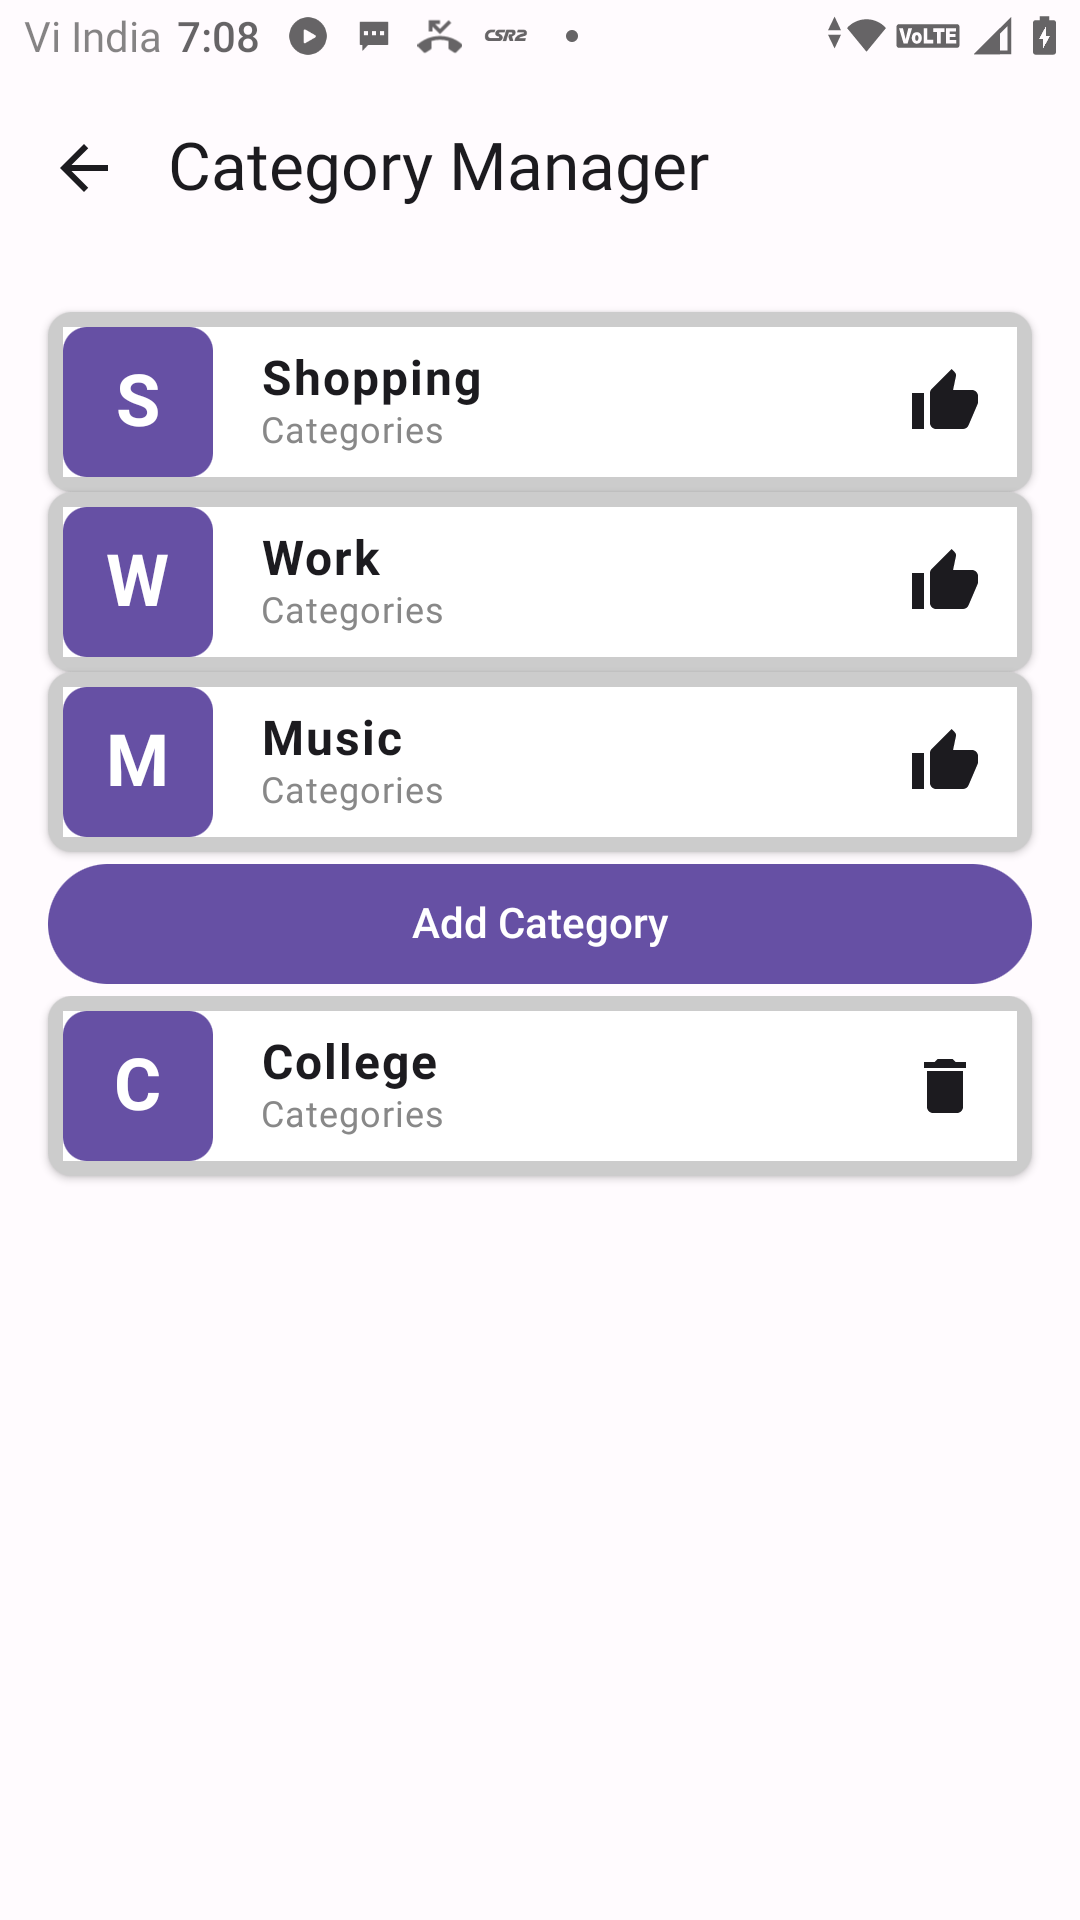 Vi India 7:08 CSR2 VoLTE
Category Manager
S Shopping
Categories
W Work
Categories
M Music
Categories
Add Category
C College
Categories